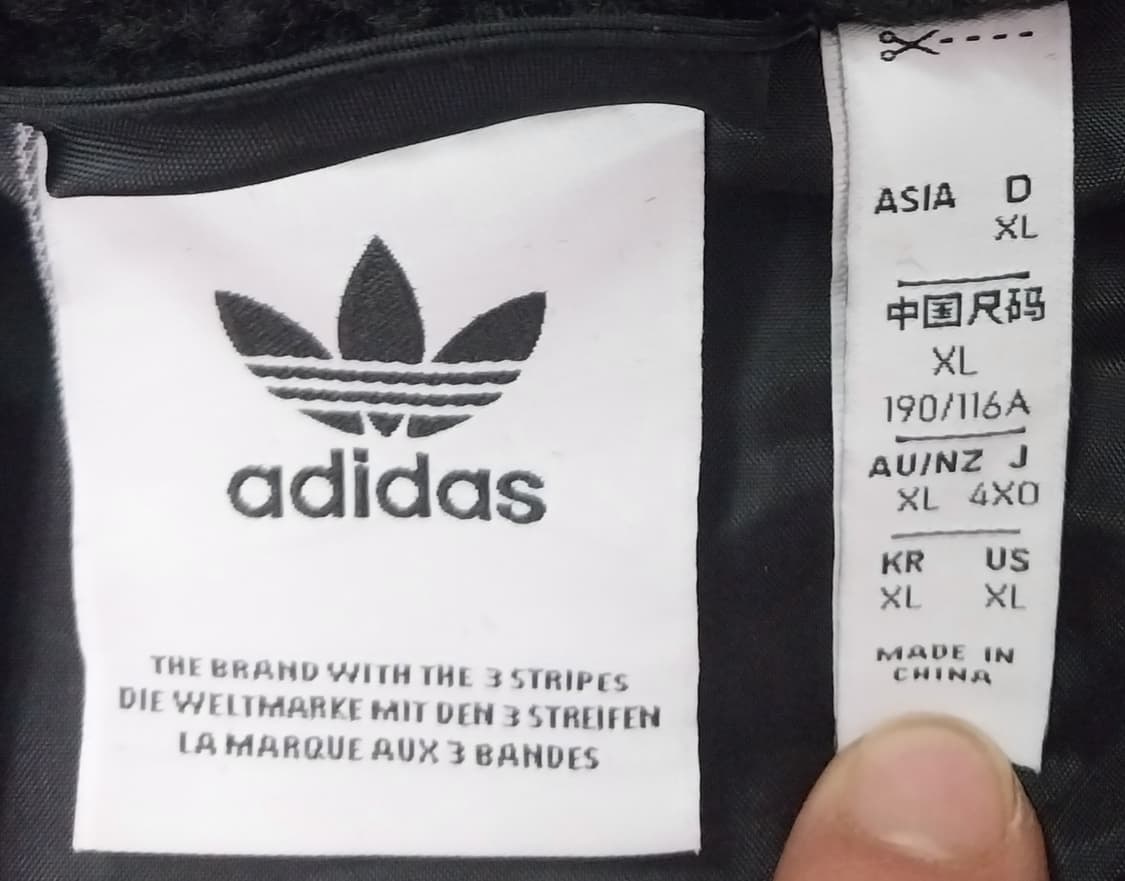 adidas
THE BRAND WITH THE 3 STRIPES
DIE WELTMARKE MIT DEN 3 STREIFEN
LA MARQUE AUX 3 BANDES
ASIA D
XL
中国尺码
XL
190/116A
AU/NZ J
XL 4XO
KR US
XL XL
MADE IN
CHINA